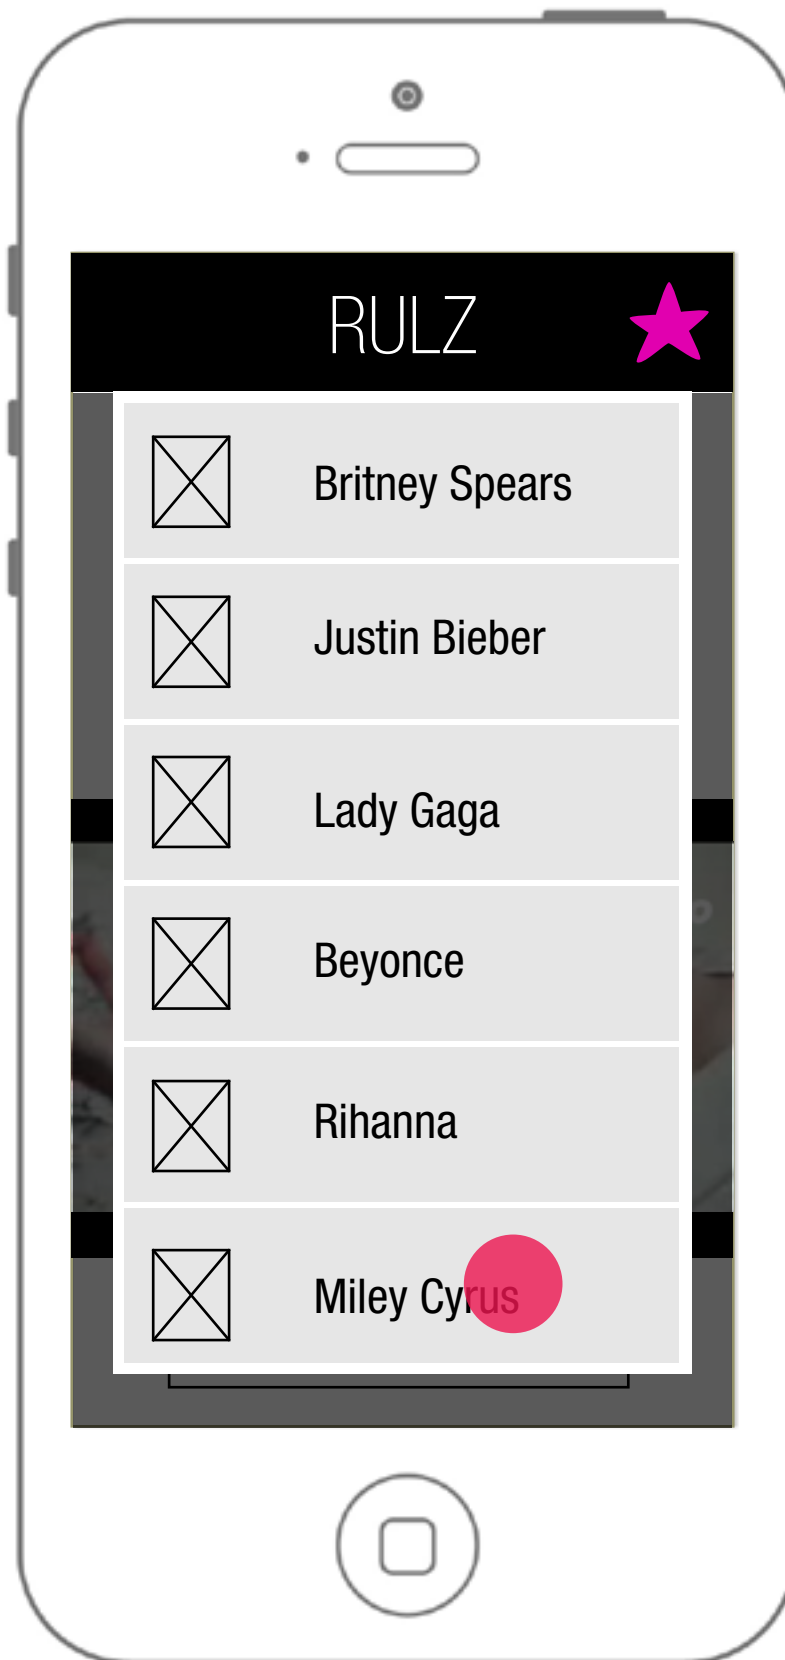 RULZ
Britney Spears
Justin Bieber
Lady Gaga
Beyonce
Rihanna
Miley Cyrus